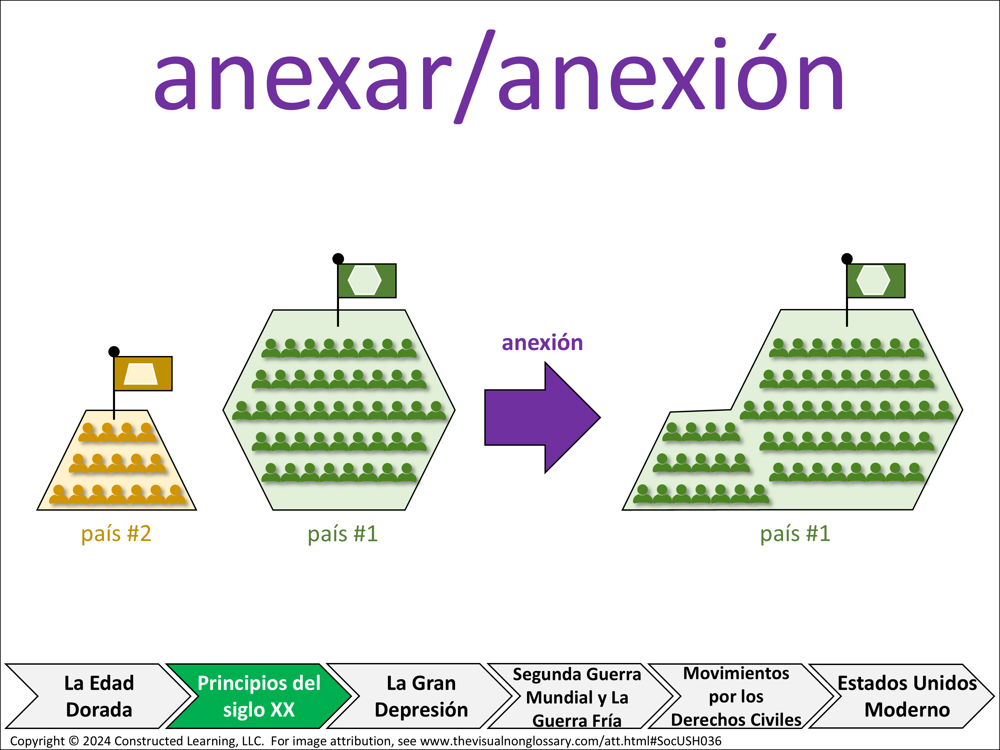 anexar/anexión
anexión
país #2
país #1
país #1
La Edad
Dorada
Principios del
siglo XX
La Gran
Depresión
Segunda Guerra
Mundial y La
Guerra Fría
Movimientos
por los
Derechos Civiles
Estados Unidos
Moderno
Copyright © 2024 Constructed Learning, LLC.  For image attribution, see www.thevisualnonglossary.com/att.html#SocUSH036